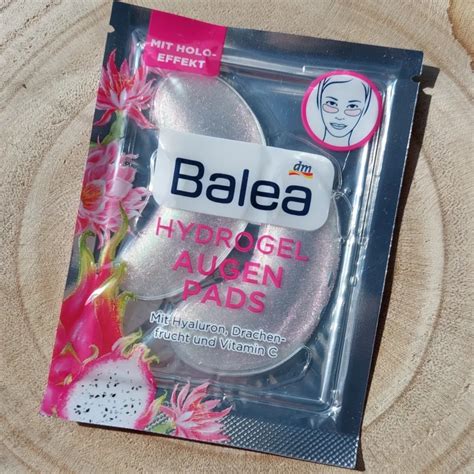 MIT HOLO-
EFFEKT
dm
Balea
HYDROGEL
AUGEN
PADS
Mit Hyaluron, Drachen-
frucht und Vitamin C